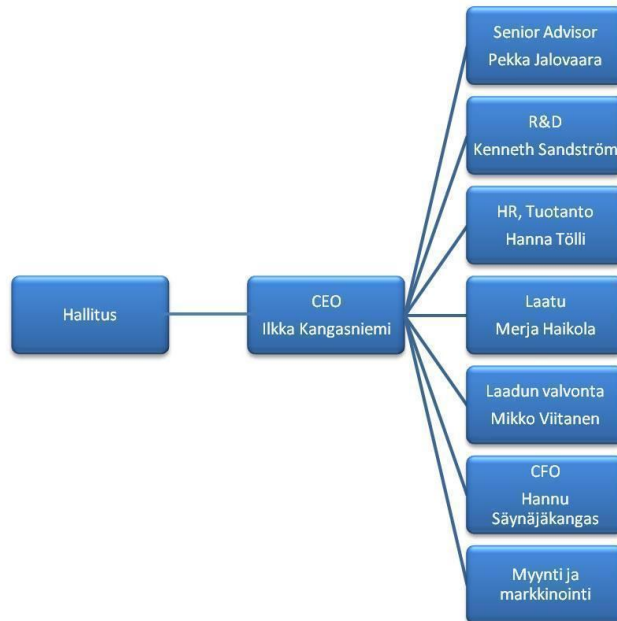 Hallitus
CEO
Ilkka Kangasniemi
Senior Advisor
Pekka Jalovaara
R&D
Kenneth Sandström
HR, Tuotanto
Hanna Tölli
Laatu
Merja Haikola
Laadun valvonta
Mikko Viitanen
CFO
Hannu
Säynäjäkangas
Myynti ja
markkinointi